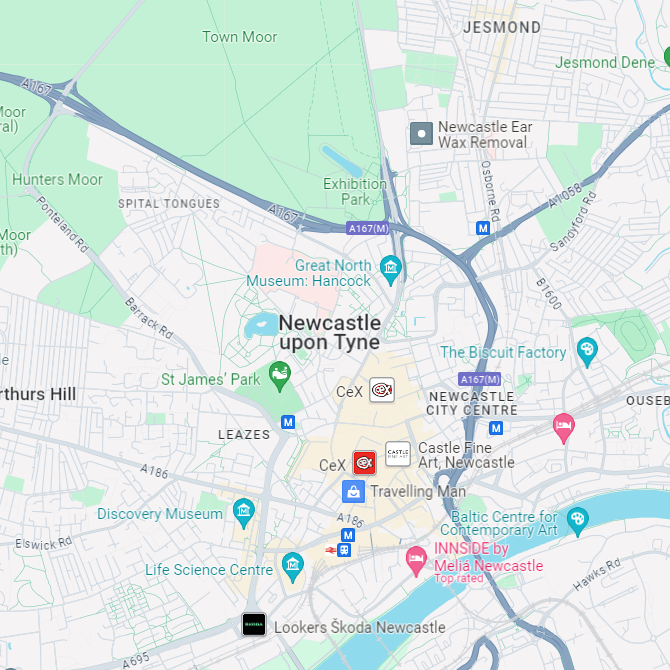 JESMOND
Town Moor
Jesmond Dene
A167
Moor
ral)
Newcastle Ear
Wax Removal
Hunters Moor
Exhibition
Park
Osborne Rd
A1058
SPITAL TONGUES
Ponteland Rd
A167
A167(M)
Sandyford Rd
M
Moor
th)
Great North
Museum: Hancock
B1600
Barrack Rd
Newcastle
upon Tyne
The Biscuit Factory
St James' Park
A167(M)
rthurs Hill
CeX
NEWCASTLE
CITY CENTRE
OUSEB
M
M
LEAZES
CASTLE
FINE ART
Castle Fine
Art, Newcastle
CeX
A186
Travelling Man
Discovery Museum
A186
Baltic Centre for
Contemporary Art
M
Elswick Rd
INNSIDE by
Meliá Newcastle
Top rated
Life Science Centre
Hawks Rd
SKODA
Lookers Škoda Newcastle
A695